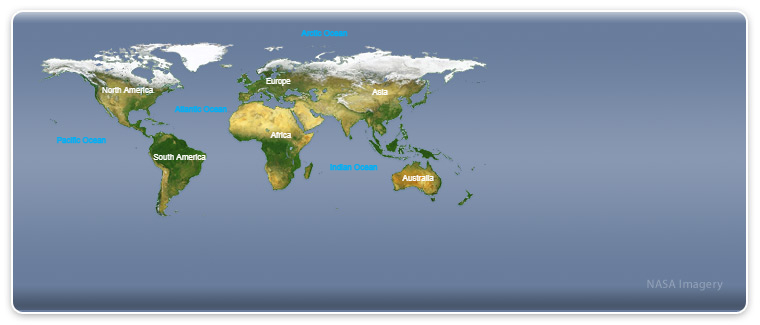 Arctic Ocean
Europe
North America
Asia
Atlantic Ocean
Africa
Pacific Ocean
South America
Indian Ocean
Australia
NASA Imagery